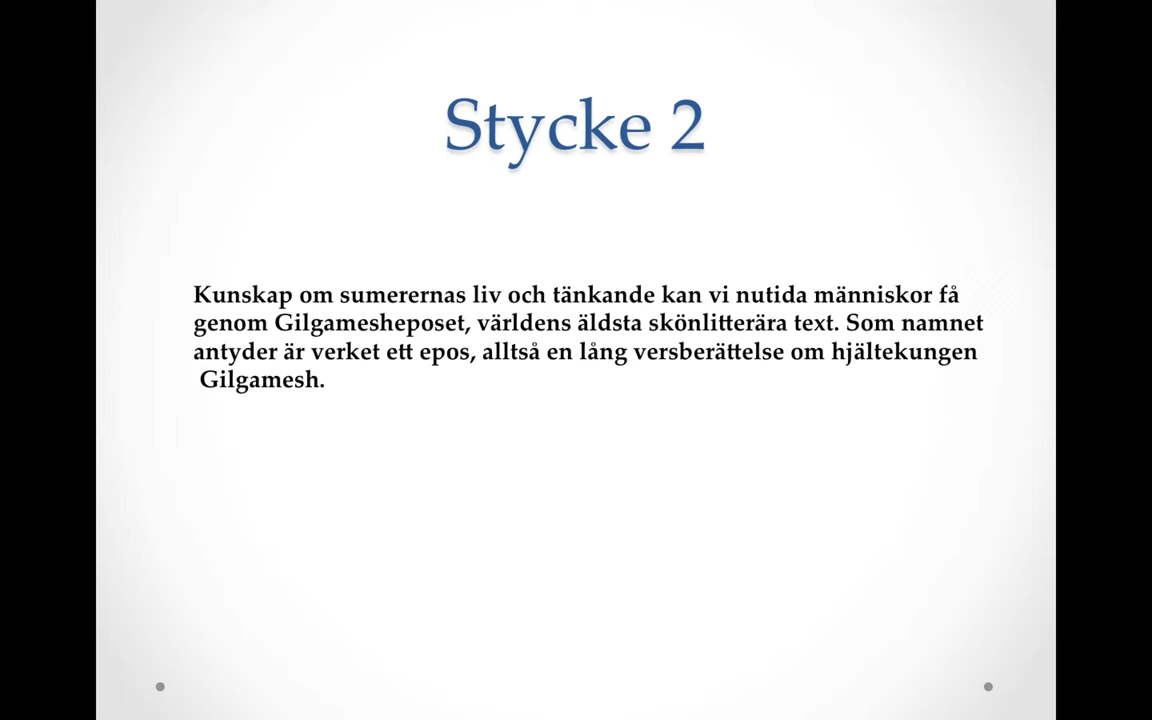 Stycke 2
Kunskap om sumerernas liv och tänkande kan vi nutida människor få
genom Gilgamesheposet, världens äldsta skönlitterära text. Som namnet
antyder är verket ett epos, alltså en lång versberättelse om hjältekungen
Gilgamesh.